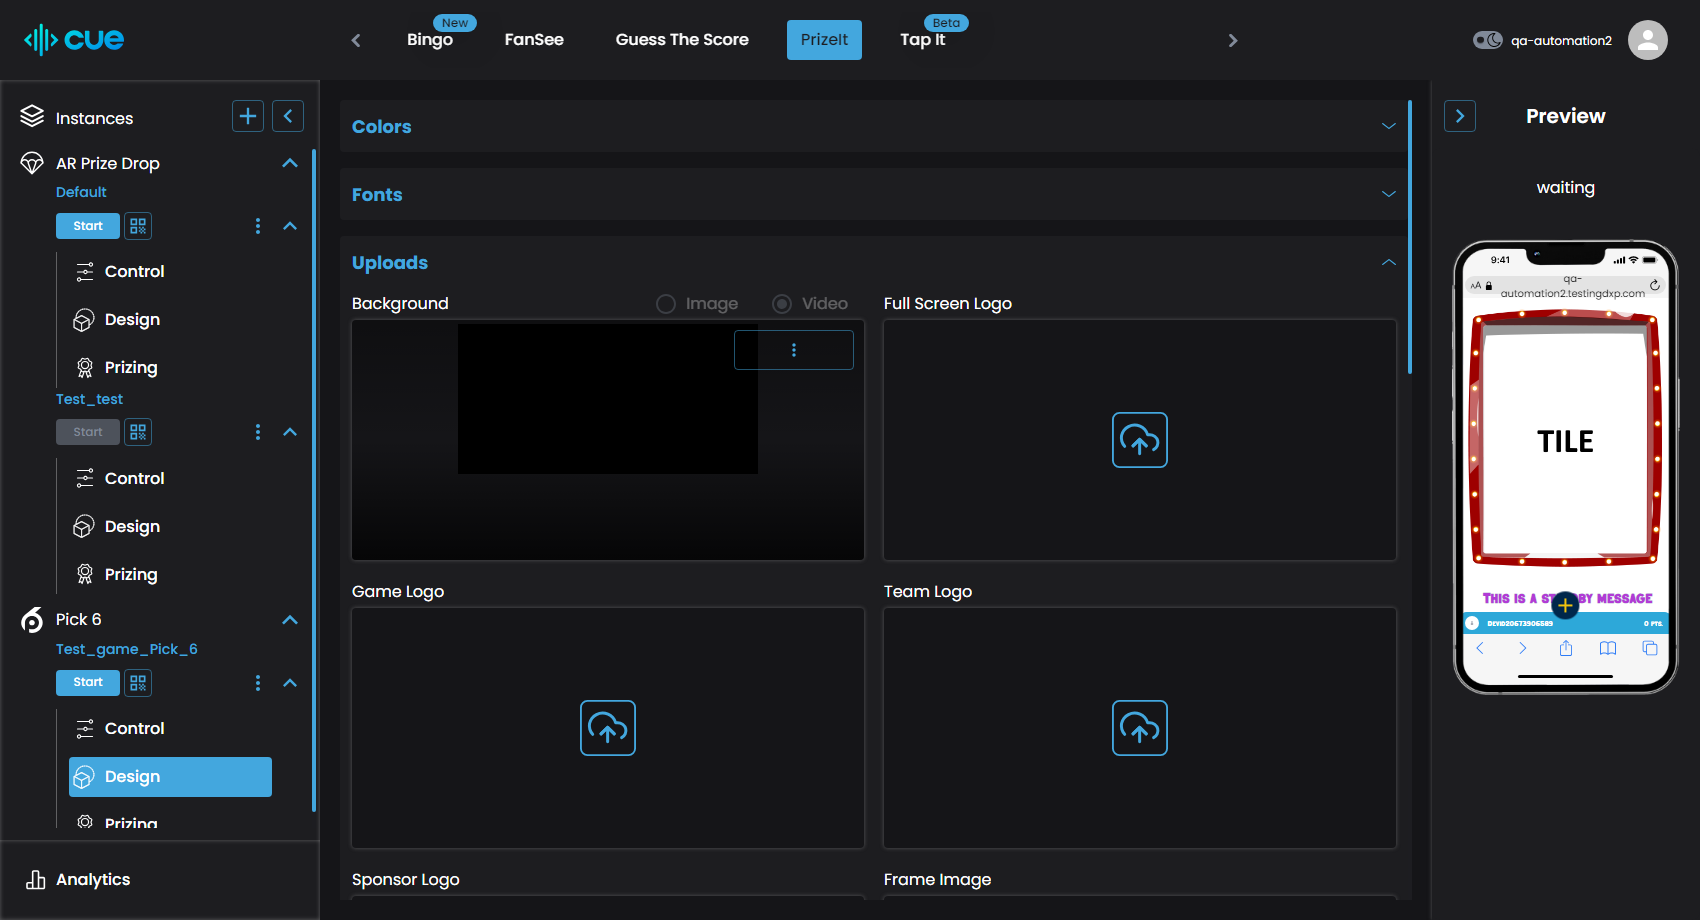 cue
Bingo
New
FanSee
Guess The Score
PrizeIt
Tap It
Beta
qa-automation2
Instances
AR Prize Drop
Default
Start
Control
Design
Prizing
Test_test
Start
Control
Design
Prizing
Pick 6
Test_game_Pick_6
Start
Control
Design
Prizing
Analytics
Colors
Fonts
Uploads
Background
Image
Video
Full Screen Logo
Game Logo
Team Logo
Sponsor Logo
Frame Image
Preview
waiting
9:41
AA
qa-
automation2.testingdxp.com
TILE
THIS IS A ST BY MESSAGE
DEVID20673906589
0 PTS.